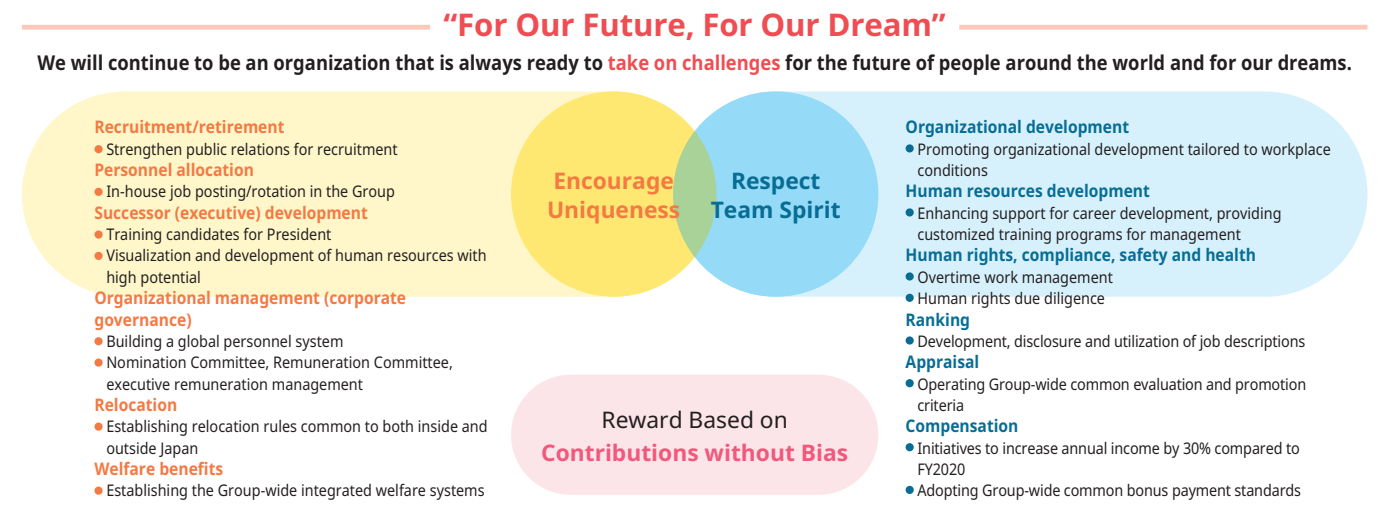 “For Our Future, For Our Dream”
We will continue to be an organization that is always ready to take on challenges for the future of people around the world and for our dreams.
Recruitment/retirement
● Strengthen public relations for recruitment
Personnel allocation
● In-house job posting/rotation in the Group
Successor (executive) development
● Training candidates for President
● Visualization and development of human resources with
high potential
Organizational management (corporate
governance)
● Building a global personnel system
● Nomination Committee, Remuneration Committee,
executive remuneration management
Relocation
● Establishing relocation rules common to both inside and
outside Japan
Welfare benefits
● Establishing the Group-wide integrated welfare systems
Encourage
Uniqueness
Respect
Team Spirit
Reward Based on
Contributions without Bias
Organizational development
● Promoting organizational development tailored to workplace
conditions
Human resources development
● Enhancing support for career development, providing
customized training programs for management
Human rights, compliance, safety and health
● Overtime work management
● Human rights due diligence
Ranking
● Development, disclosure and utilization of job descriptions
Appraisal
● Operating Group-wide common evaluation and promotion
criteria
Compensation
● Initiatives to increase annual income by 30% compared to
FY2020
● Adopting Group-wide common bonus payment standards